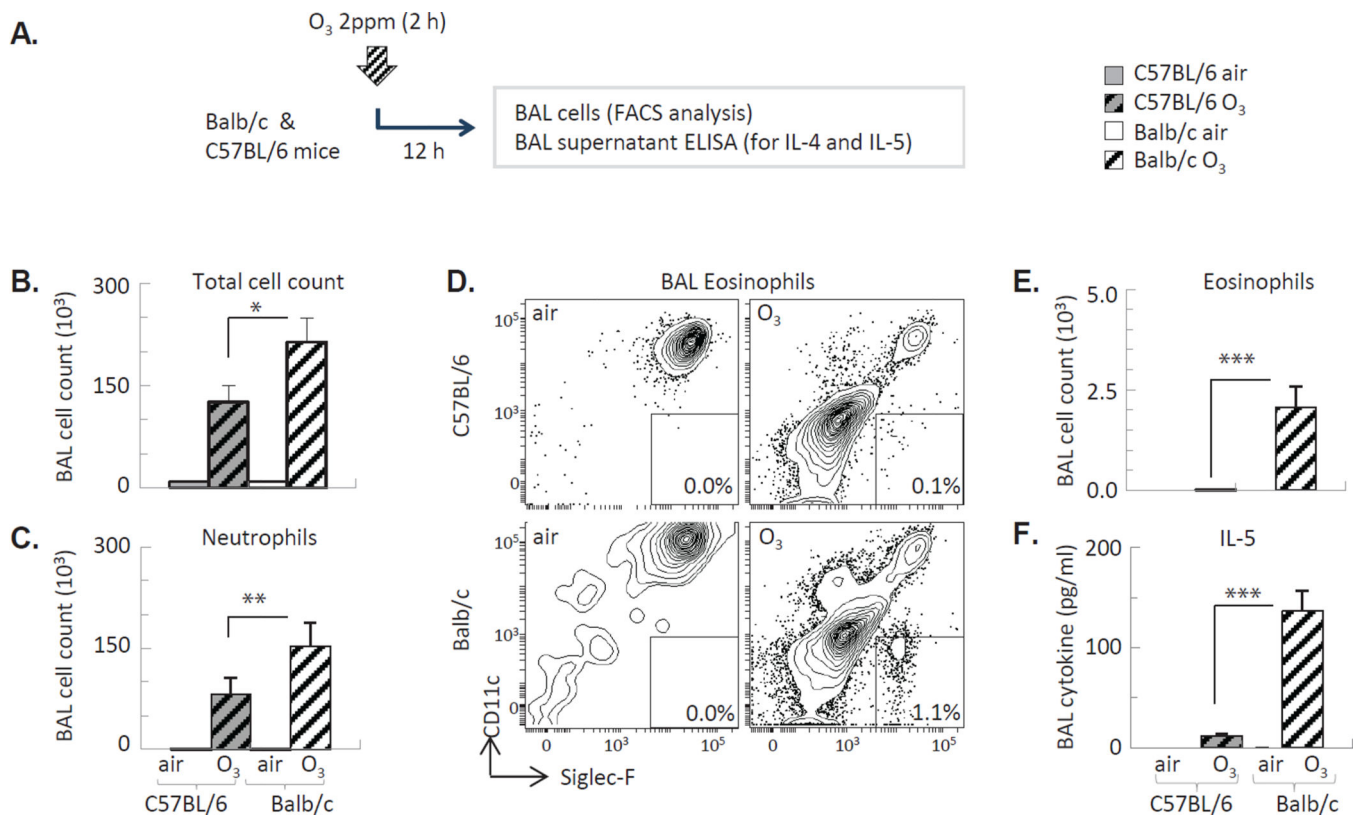 A.
O₃ 2ppm (2 h)
Balb/c &
C57BL/6 mice
12 h
BAL cells (FACS analysis)
BAL supernatant ELISA (for IL-4 and IL-5)
C57BL/6 air
C57BL/6 O₃
Balb/c air
Balb/c O₃
B.
Total cell count
BAL cell count (10³)
300
150
0
*
C.
Neutrophils
BAL cell count (10³)
300
150
0
**
air O₃ air O₃
C57BL/6 Balb/c
D.
BAL Eosinophils
C57BL/6
air
10⁵
10³
0
0.0%
O₃
10⁵
10³
0
0.1%
Balb/c
air
10⁵
10³
0
0.0%
0 10³ 10⁵
O₃
10⁵
10³
0
1.1%
0 10³ 10⁵
CD11c
Siglec-F
E.
Eosinophils
BAL cell count (10³)
5.0
2.5
0.0
***
F.
IL-5
BAL cytokine (pg/ml)
200
100
0
***
air O₃ air O₃
C57BL/6 Balb/c